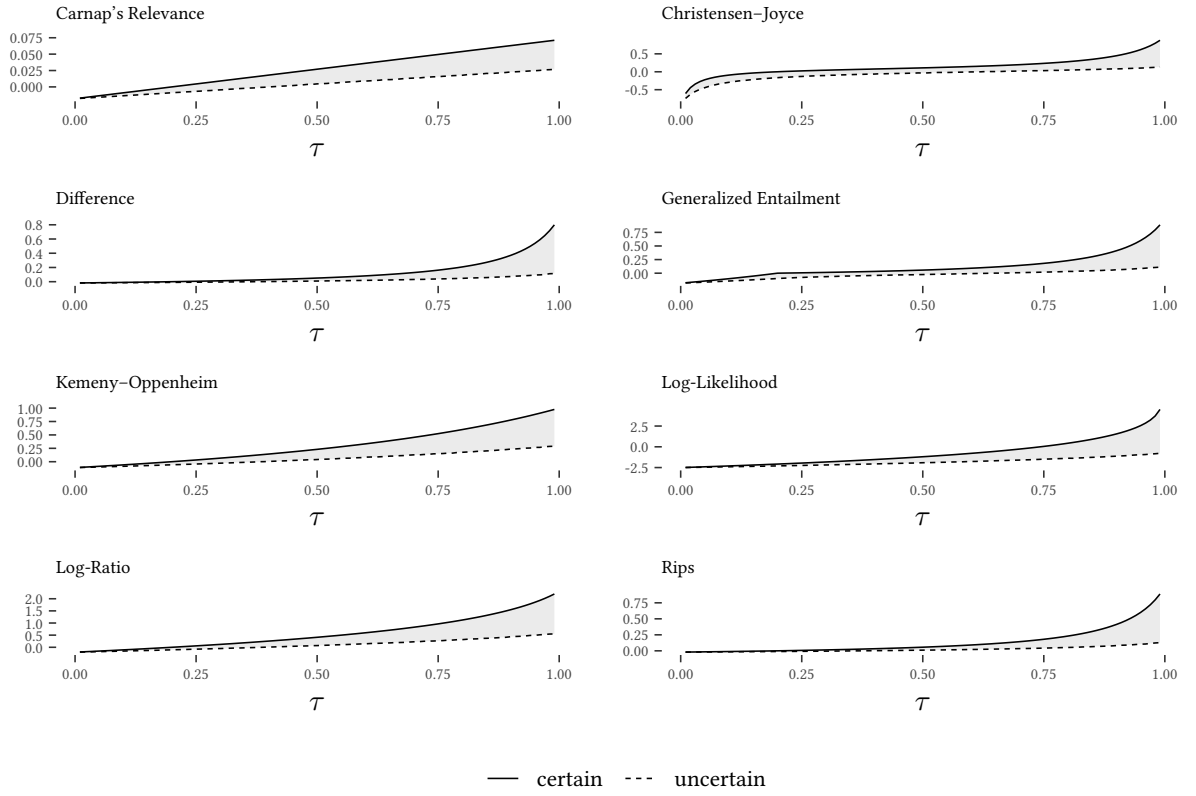 Carnap’s Relevance
0.075
0.050
0.025
0.000
0.00 0.25 0.50 0.75 1.00
τ
Christensen–Joyce
0.5
0.0
-0.5
0.00 0.25 0.50 0.75 1.00
τ
Difference
0.8
0.6
0.4
0.2
0.0
0.00 0.25 0.50 0.75 1.00
τ
Generalized Entailment
0.75
0.50
0.25
0.00
0.00 0.25 0.50 0.75 1.00
τ
Kemeny–Oppenheim
1.00
0.75
0.50
0.25
0.00
0.00 0.25 0.50 0.75 1.00
τ
Log-Likelihood
2.5
0.0
-2.5
0.00 0.25 0.50 0.75 1.00
τ
Log-Ratio
2.0
1.5
1.0
0.5
0.0
0.00 0.25 0.50 0.75 1.00
τ
Rips
0.75
0.50
0.25
0.00
0.00 0.25 0.50 0.75 1.00
τ
certain uncertain